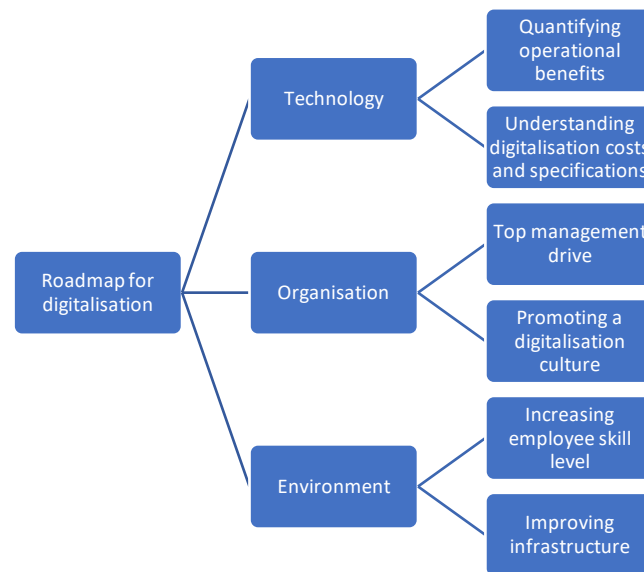 Roadmap for
digitalisation
Technology
Quantifying
operational
benefits
Understanding
digitalisation costs
and specifications
Organisation
Top management
drive
Promoting a
digitalisation
culture
Environment
Increasing
employee skill
level
Improving
infrastructure